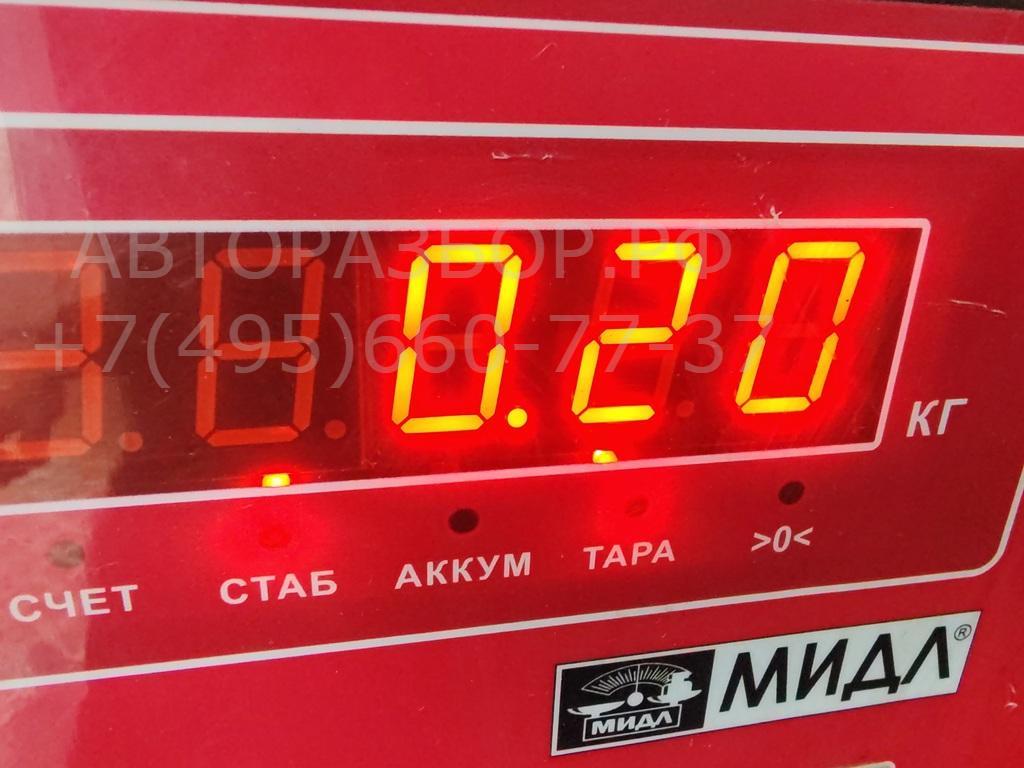 АВТОРАЗБОР.РФ
+7(495)660-77-37
0.20
КГ
СЧЕТ СТАБ АККУМ ТАРА >0<
МИДЛ МИДЛ®